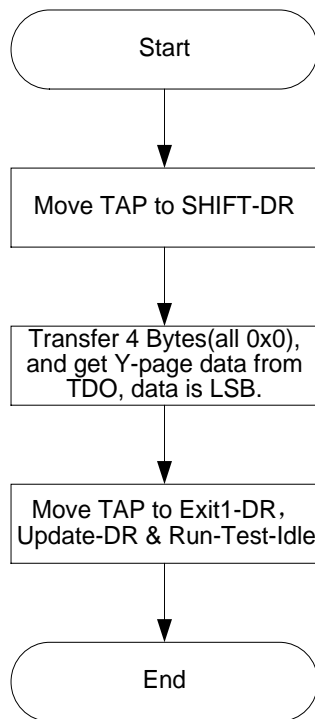 Start
Move TAP to SHIFT-DR
Transfer 4 Bytes(all 0x0),
and get Y-page data from
TDO, data is LSB.
Move TAP to Exit1-DR，
Update-DR & Run-Test-Idle
End